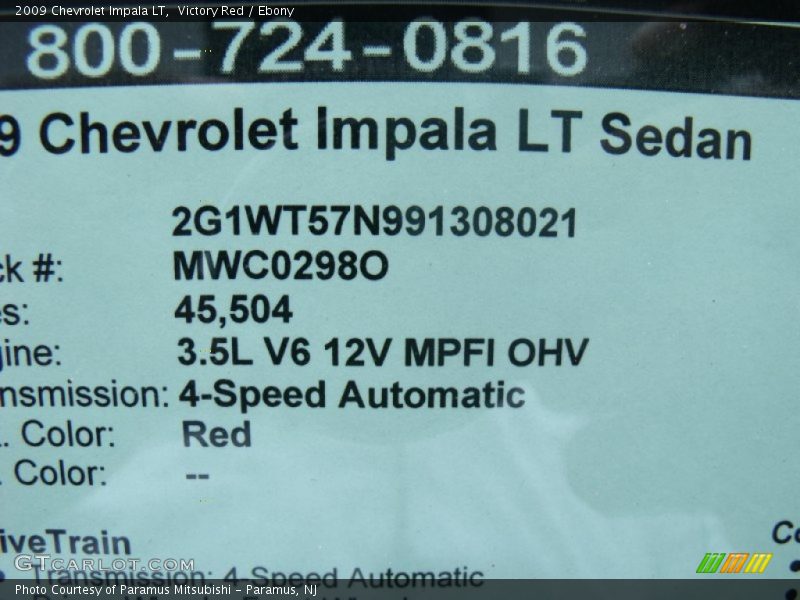 2009 Chevrolet Impala LT, Victory Red / Ebony
800-724-0816
9 Chevrolet Impala LT Sedan
2G1WT57N991308021
ck #: MWC0298O
es: 45,504
gine: 3.5L V6 12V MPFI OHV
nsmission: 4-Speed Automatic
. Color: Red
. Color: --
iveTrain
Co
GTCarLot.com
• Transmission: 4-Speed Automatic
Photo Courtesy of Paramus Mitsubishi - Paramus, NJ